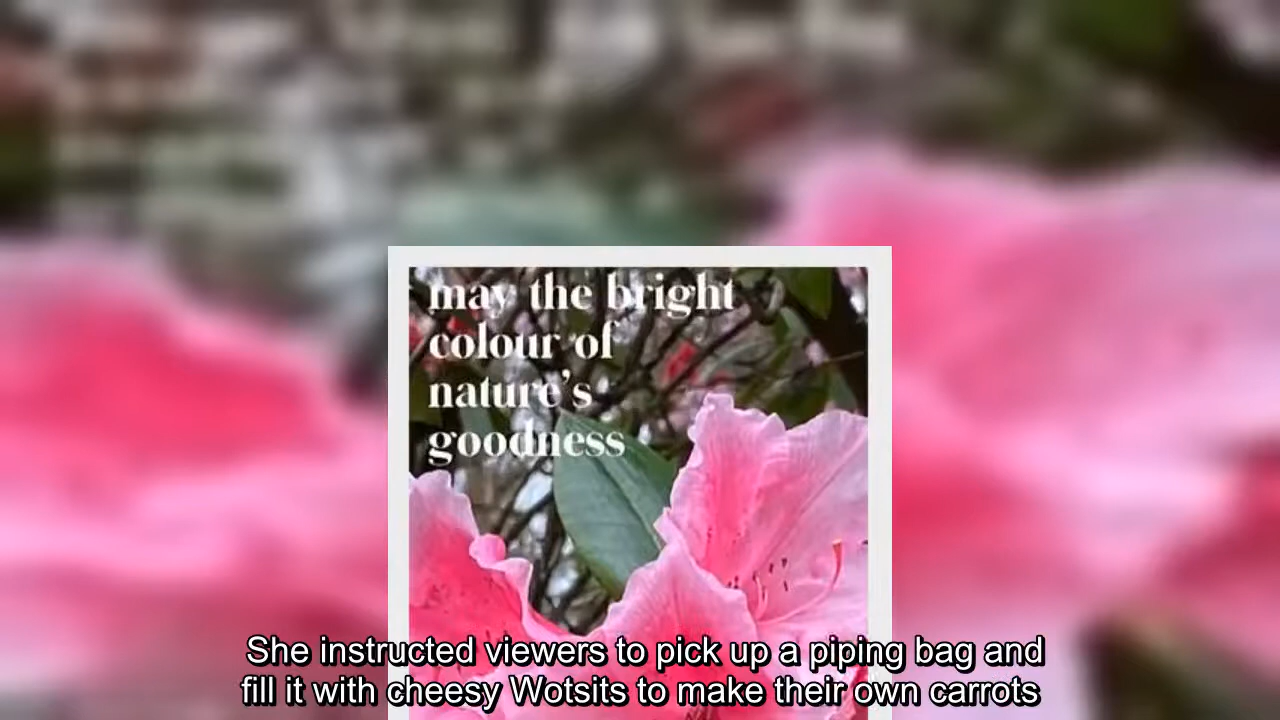 may the bright
colour of
nature's
goodness
She instructed viewers to pick up a piping bag and
fill it with cheesy Wotsits to make their own carrots